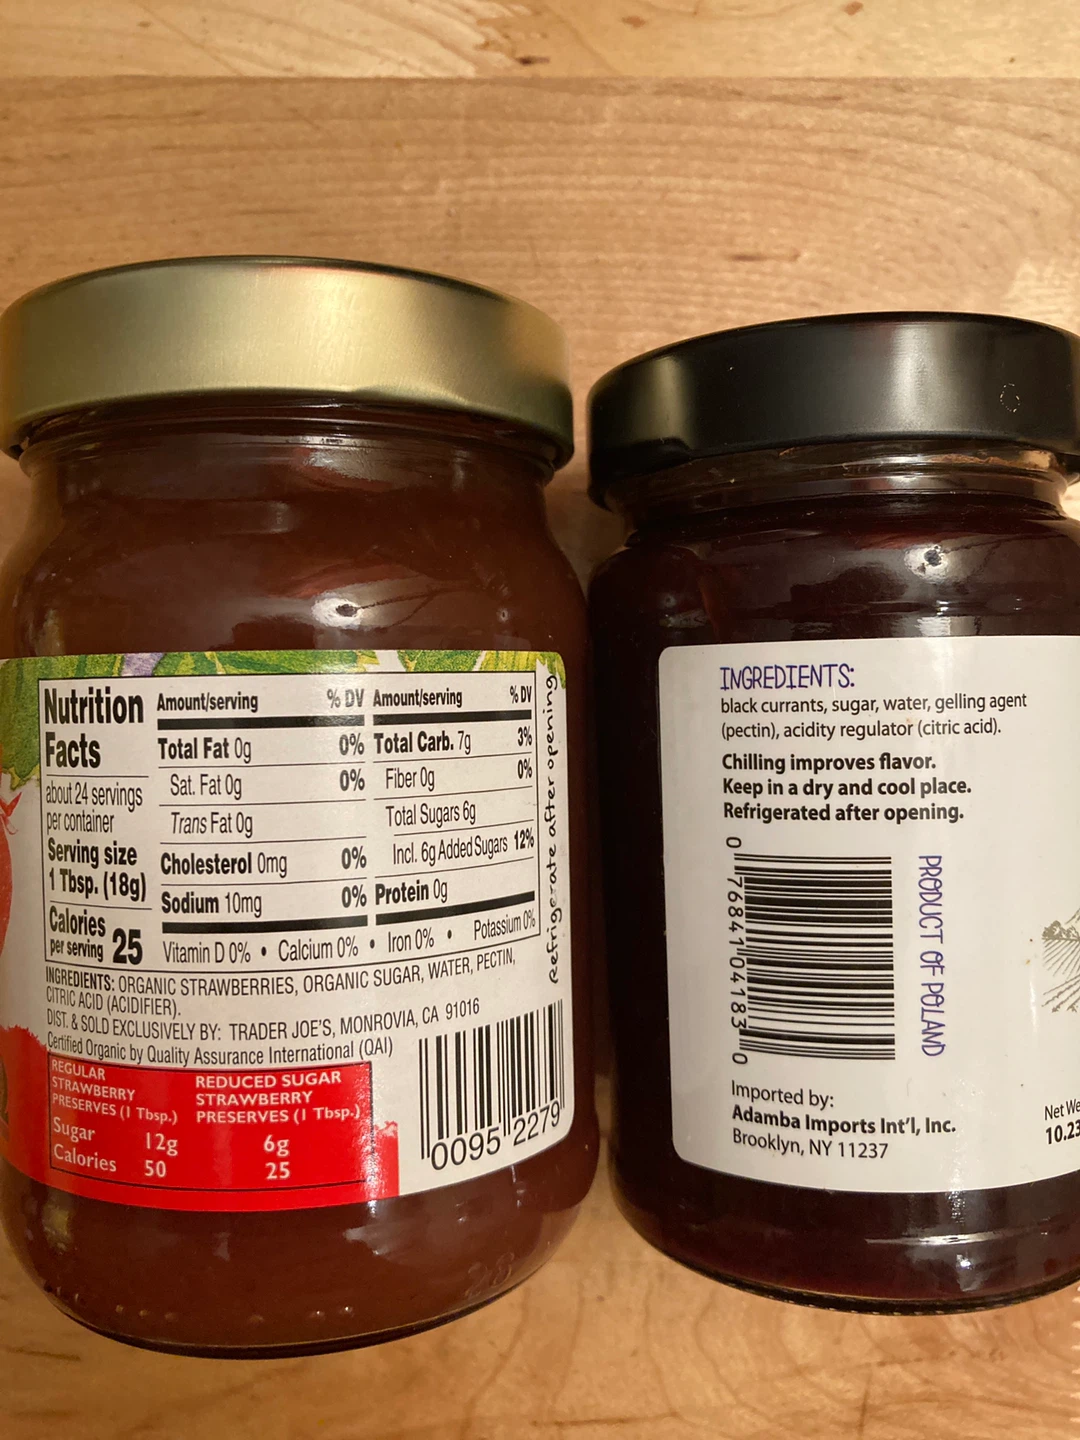 Nutrition
Facts
about 24 servings
per container
Serving size
1 Tbsp. (18g)
Calories
per serving 25
Amount/serving % DV
Total Fat 0g 0%
Sat. Fat 0g 0%
Trans Fat 0g
Cholesterol 0mg 0%
Sodium 10mg 0%
Amount/serving % DV
Total Carb. 7g 3%
Fiber 0g 0%
Total Sugars 6g
Incl. 6g Added Sugars 12%
Protein 0g
Vitamin D 0% • Calcium 0% • Iron 0% • Potassium 0%
Refrigerate after opening
INGREDIENTS: ORGANIC STRAWBERRIES, ORGANIC SUGAR, WATER, PECTIN,
CITRIC ACID (ACIDIFIER).
DIST. & SOLD EXCLUSIVELY BY: TRADER JOE'S, MONROVIA, CA 91016
Certified Organic by Quality Assurance International (QAI)
REGULAR
STRAWBERRY
PRESERVES (1 Tbsp.)
Sugar 12g
Calories 50
REDUCED SUGAR
STRAWBERRY
PRESERVES (1 Tbsp.)
6g
25
0095 2279
INGREDIENTS:
black currants, sugar, water, gelling agent
(pectin), acidity regulator (citric acid).
Chilling improves flavor.
Keep in a dry and cool place.
Refrigerated after opening.
0 76841 04183 0
PRODUCT OF POLAND
Imported by:
Adamba Imports Int'l, Inc.
Brooklyn, NY 11237
Net We
10.23